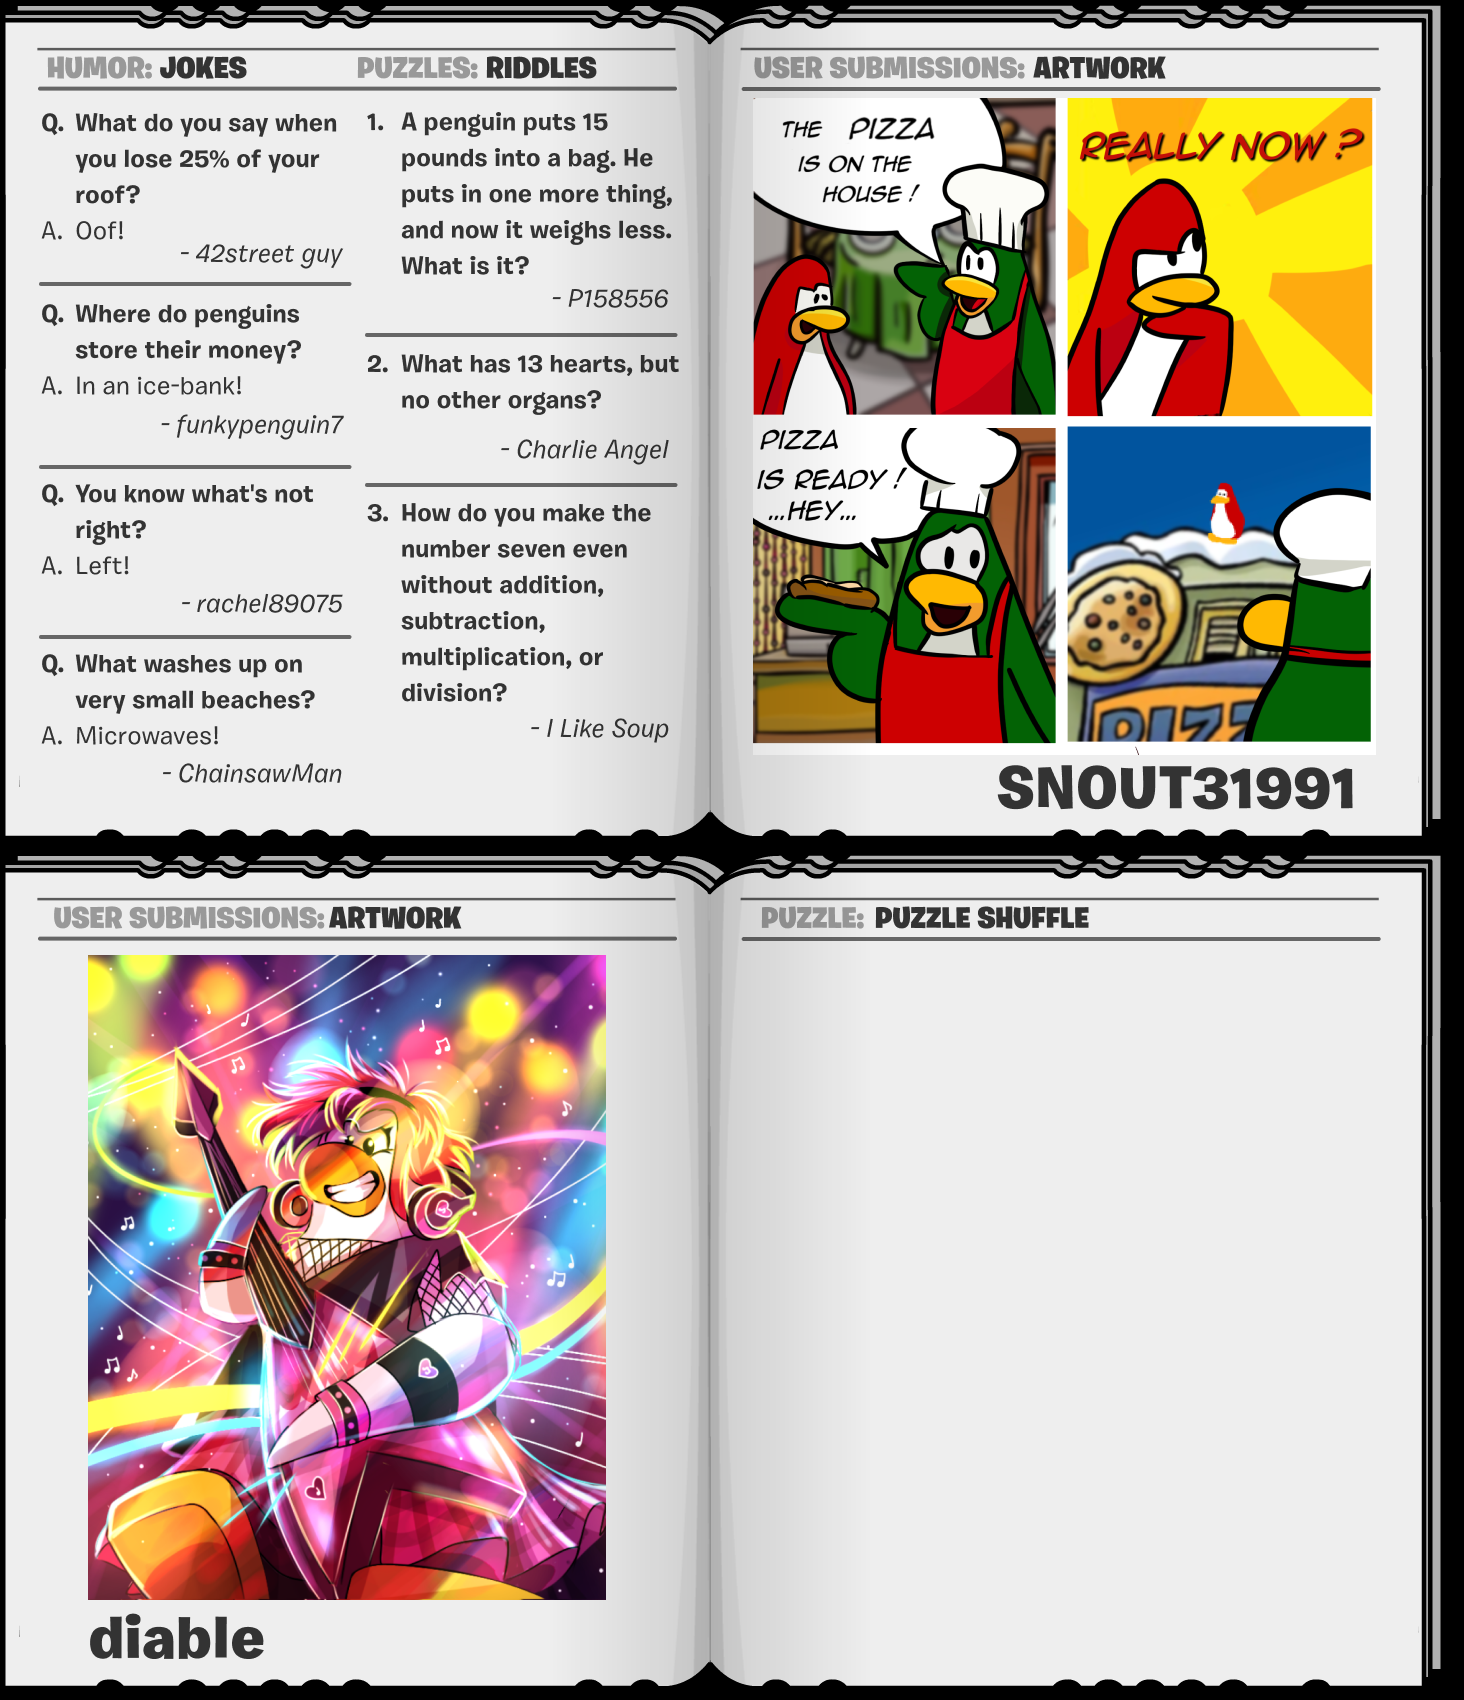 HUMOR: JOKES
Q. What do you say when
you lose 25% of your
roof?
A. Oof!
- 42street guy
Q. Where do penguins
store their money?
A. In an ice-bank!
- funkypenguin7
Q. You know what's not
right?
A. Left!
- rachel89075
Q. What washes up on
very small beaches?
A. Microwaves!
- ChainsawMan
PUZZLES: RIDDLES
1. A penguin puts 15
pounds into a bag. He
puts in one more thing,
and now it weighs less.
What is it?
- P158556
2. What has 13 hearts, but
no other organs?
- Charlie Angel
3. How do you make the
number seven even
without addition,
subtraction,
multiplication, or
division?
- I Like Soup
USER SUBMISSIONS: ARTWORK
THE PIZZA
IS ON THE
HOUSE!
REALLY NOW?
PIZZA
IS READY!
...HEY...
PIZZ
SNOUT31991
USER SUBMISSIONS: ARTWORK
diable
PUZZLE: PUZZLE SHUFFLE